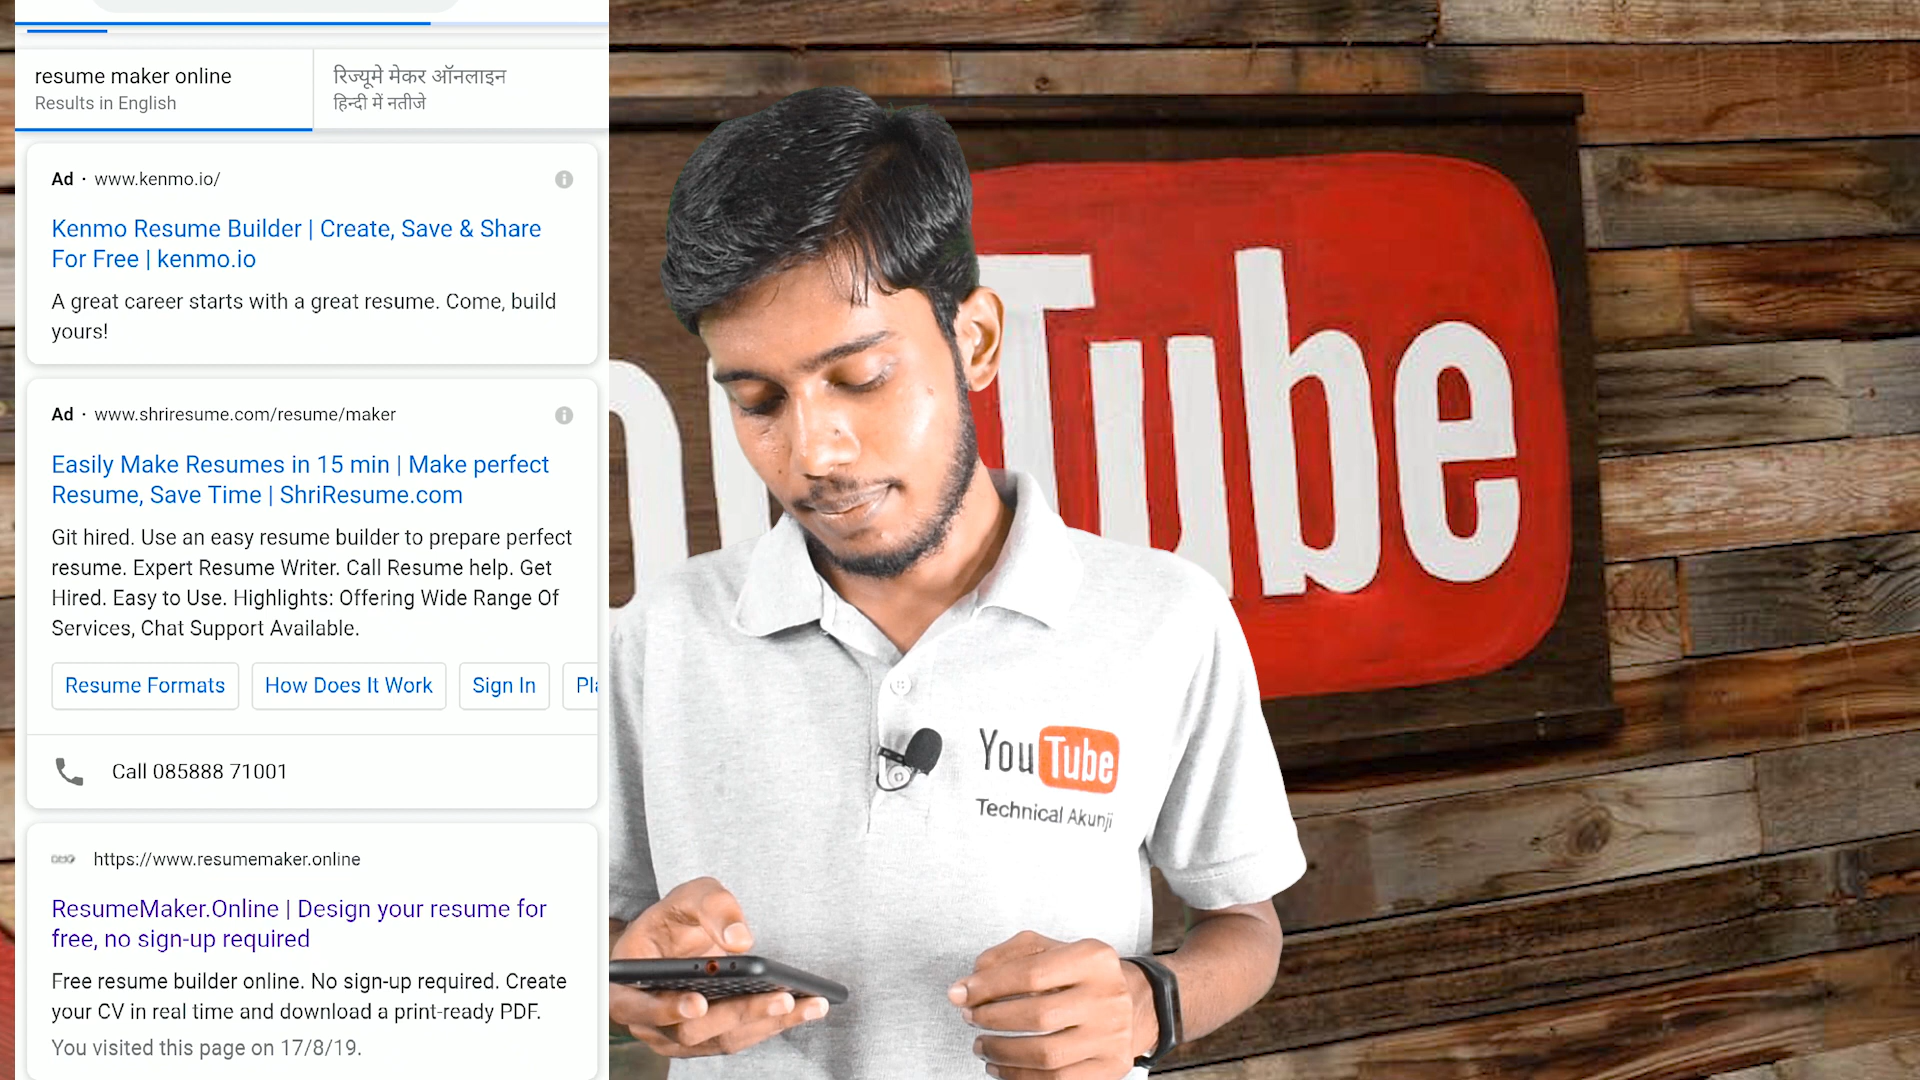 resume maker online
Results in English
रिज्यूमे मेकर ऑनलाइन
हिन्दी में नतीजे
Ad · www.kenmo.io/
Kenmo Resume Builder | Create, Save & Share
For Free | kenmo.io
A great career starts with a great resume. Come, build
yours!
Ad · www.shriresume.com/resume/maker
Easily Make Resumes in 15 min | Make perfect
Resume, Save Time | ShriResume.com
Git hired. Use an easy resume builder to prepare perfect
resume. Expert Resume Writer. Call Resume help. Get
Hired. Easy to Use. Highlights: Offering Wide Range Of
Services, Chat Support Available.
Resume Formats
How Does It Work
Sign In
Call 085888 71001
https://www.resumemaker.online
ResumeMaker.Online | Design your resume for
free, no sign-up required
Free resume builder online. No sign-up required. Create
your CV in real time and download a print-ready PDF.
You visited this page on 17/8/19.
Tube
YouTube
Technical Akunji